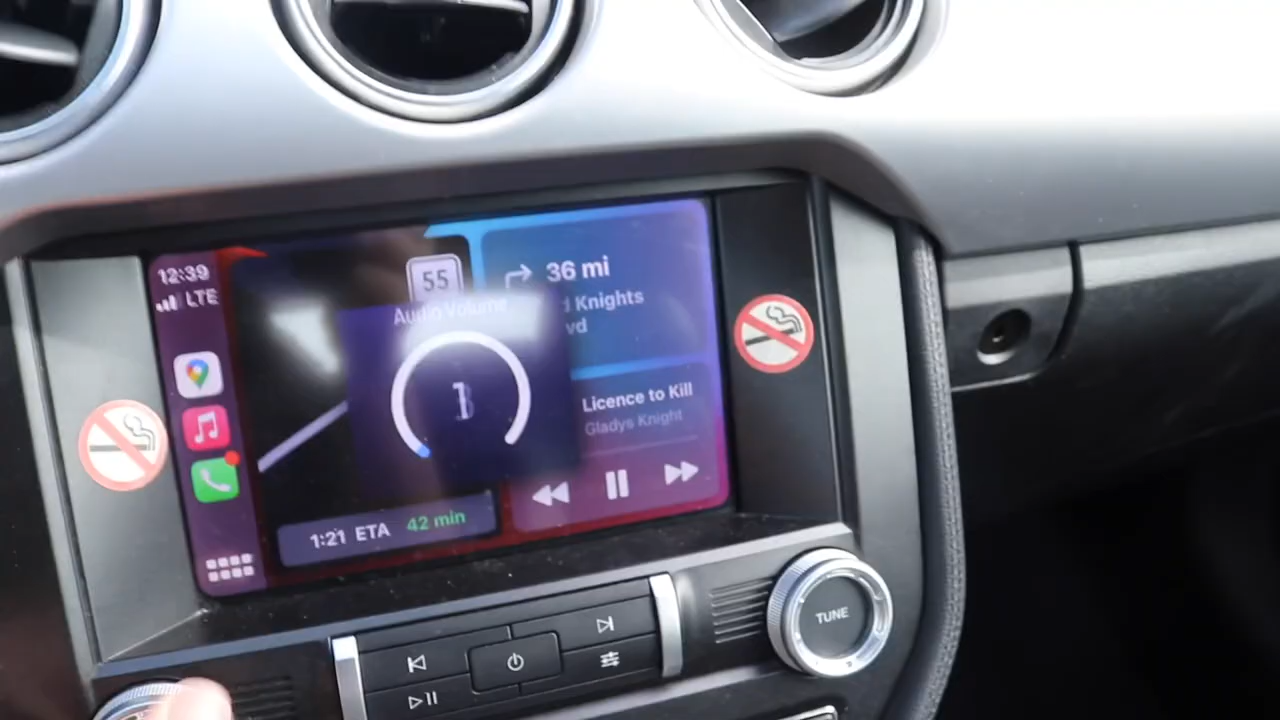 12:39
LTE
55
36 mi
d Knights
vd
Audio Volume
Licence to Kill
Gladys Knight
1:21 ETA 42 min
TUNE